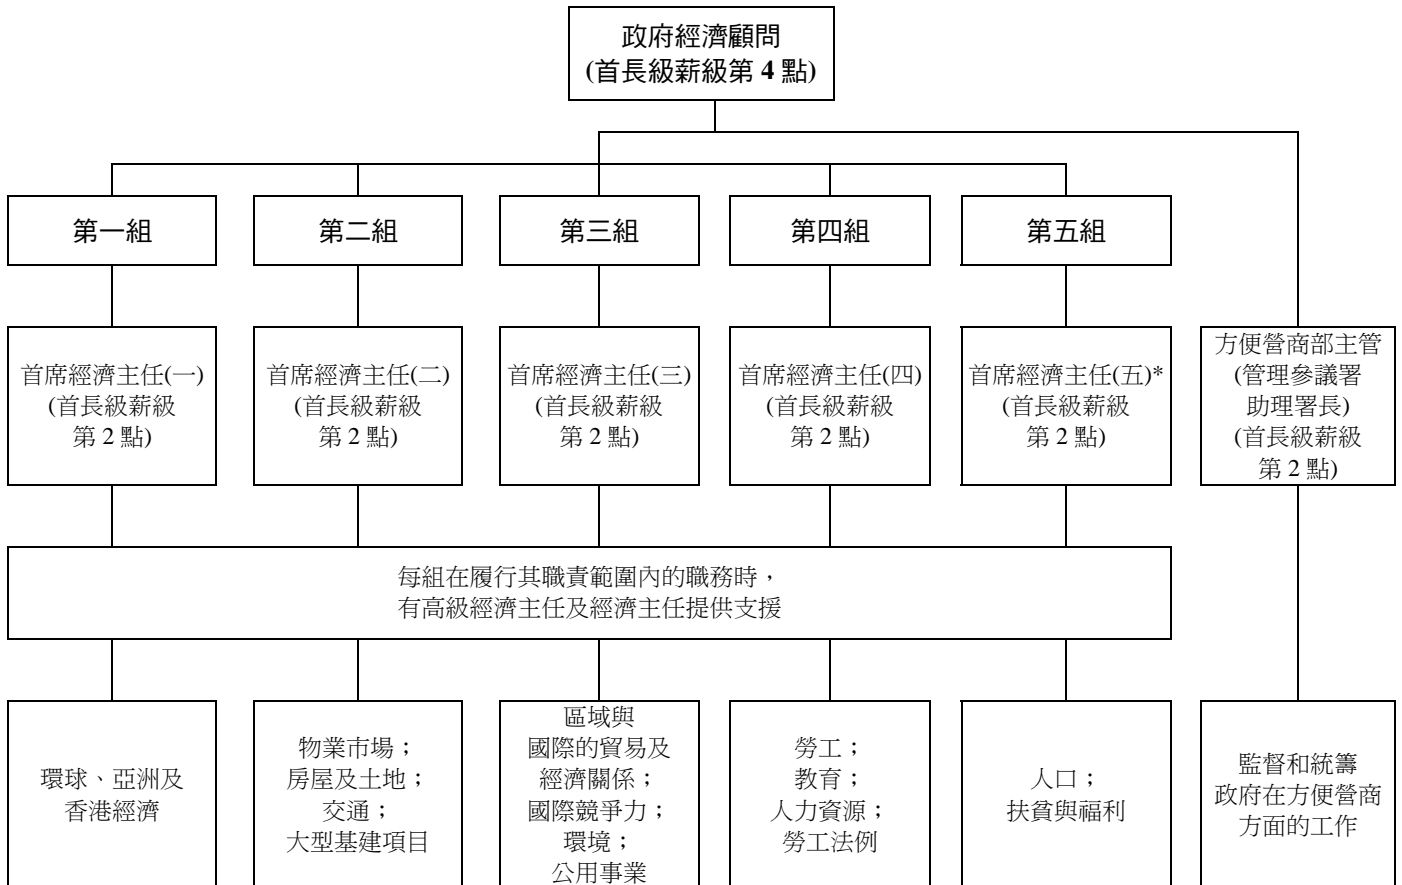 政府經濟顧問
(首長級薪級第 4 點)
第一組
第二組
第三組
第四組
第五組
首席經濟主任(一)
(首長級薪級
第 2 點)
首席經濟主任(二)
(首長級薪級
第 2 點)
首席經濟主任(三)
(首長級薪級
第 2 點)
首席經濟主任(四)
(首長級薪級
第 2 點)
首席經濟主任(五)*
(首長級薪級
第 2 點)
方便營商部主管
(管理參議署
助理署長)
(首長級薪級
第 2 點)
每組在履行其職責範圍內的職務時，
有高級經濟主任及經濟主任提供支援
環球、亞洲及
香港經濟
物業市場；
房屋及土地；
交通；
大型基建項目
區域與
國際的貿易及
經濟關係；
國際競爭力；
環境；
公用事業
勞工；
教育；
人力資源；
勞工法例
人口；
扶貧與福利
監督和統籌
政府在方便營商
方面的工作